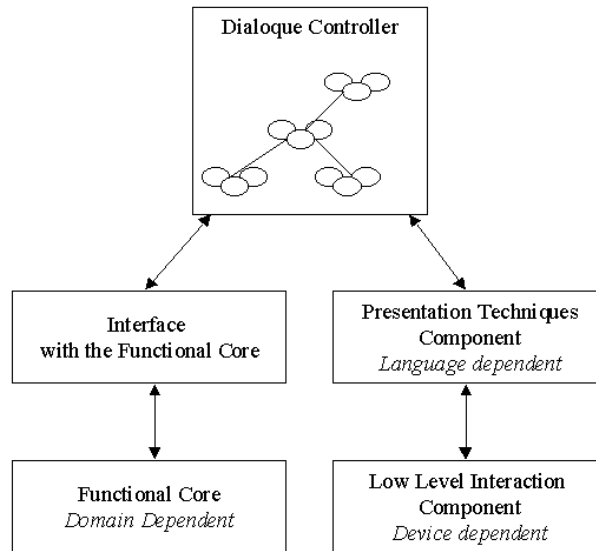 Dialoque Controller
Interface
with the Functional Core
Presentation Techniques
Component
Language dependent
Functional Core
Domain Dependent
Low Level Interaction
Component
Device dependent